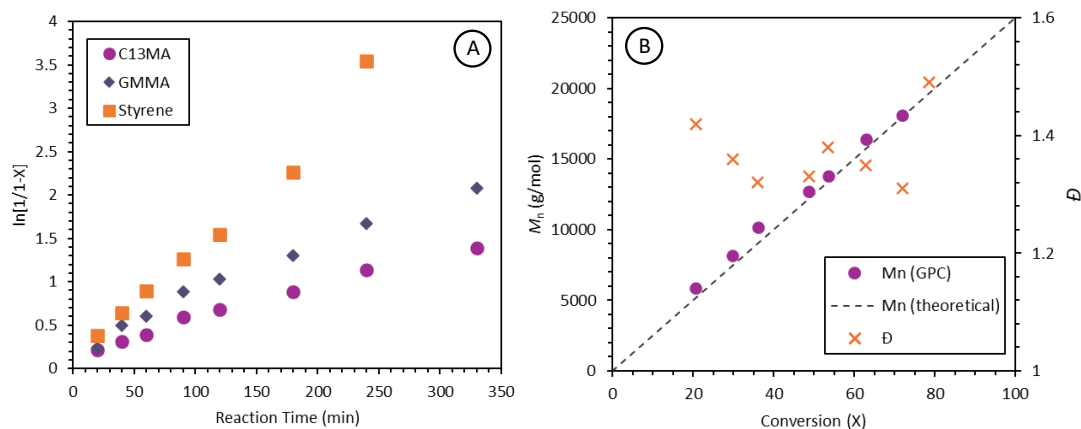 A
C13MA
GMMA
Styrene
4
3.5
3
2.5
2
1.5
1
0.5
0
0 50 100 150 200 250 300 350
ln[1/1-X]
Reaction Time (min)
B
25000
20000
15000
10000
5000
0
0 20 40 60 80 100
1.6
1.4
1.2
1
Mn (g/mol)
Conversion (X)
Đ
Mn (GPC)
Mn (theoretical)
Đ